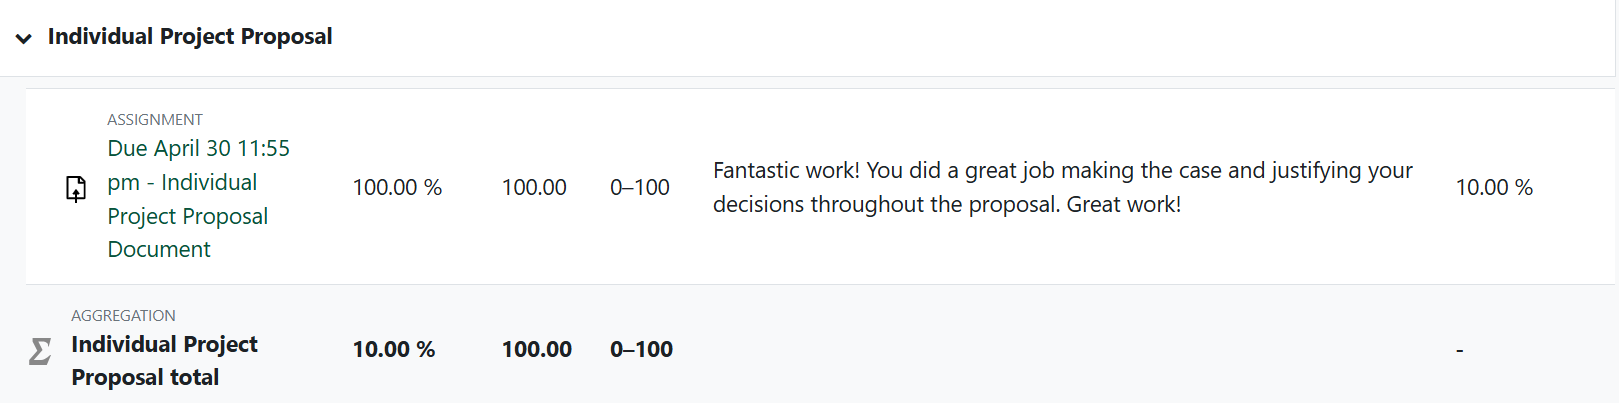 Individual Project Proposal
ASSIGNMENT
Due April 30 11:55
pm - Individual
Project Proposal
Document
100.00 %
100.00
0–100
Fantastic work! You did a great job making the case and justifying your
decisions throughout the proposal. Great work!
10.00 %
AGGREGATION
Individual Project
Proposal total
10.00 %
100.00
0–100
-